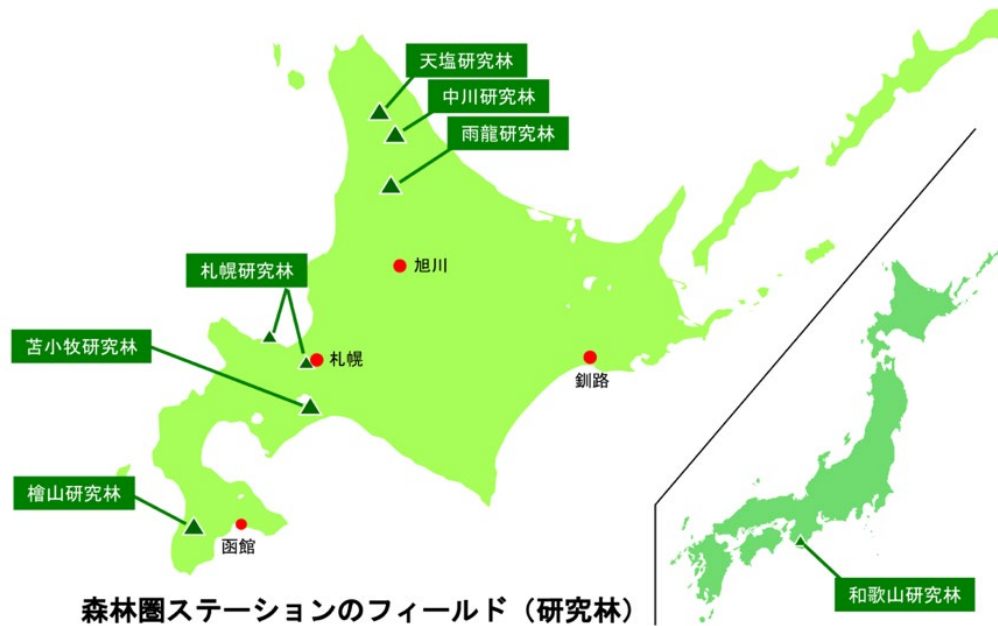 天塩研究林
中川研究林
雨龍研究林
札幌研究林
旭川
苫小牧研究林
札幌
釧路
檜山研究林
函館
和歌山研究林
森林圏ステーションのフィールド（研究林）